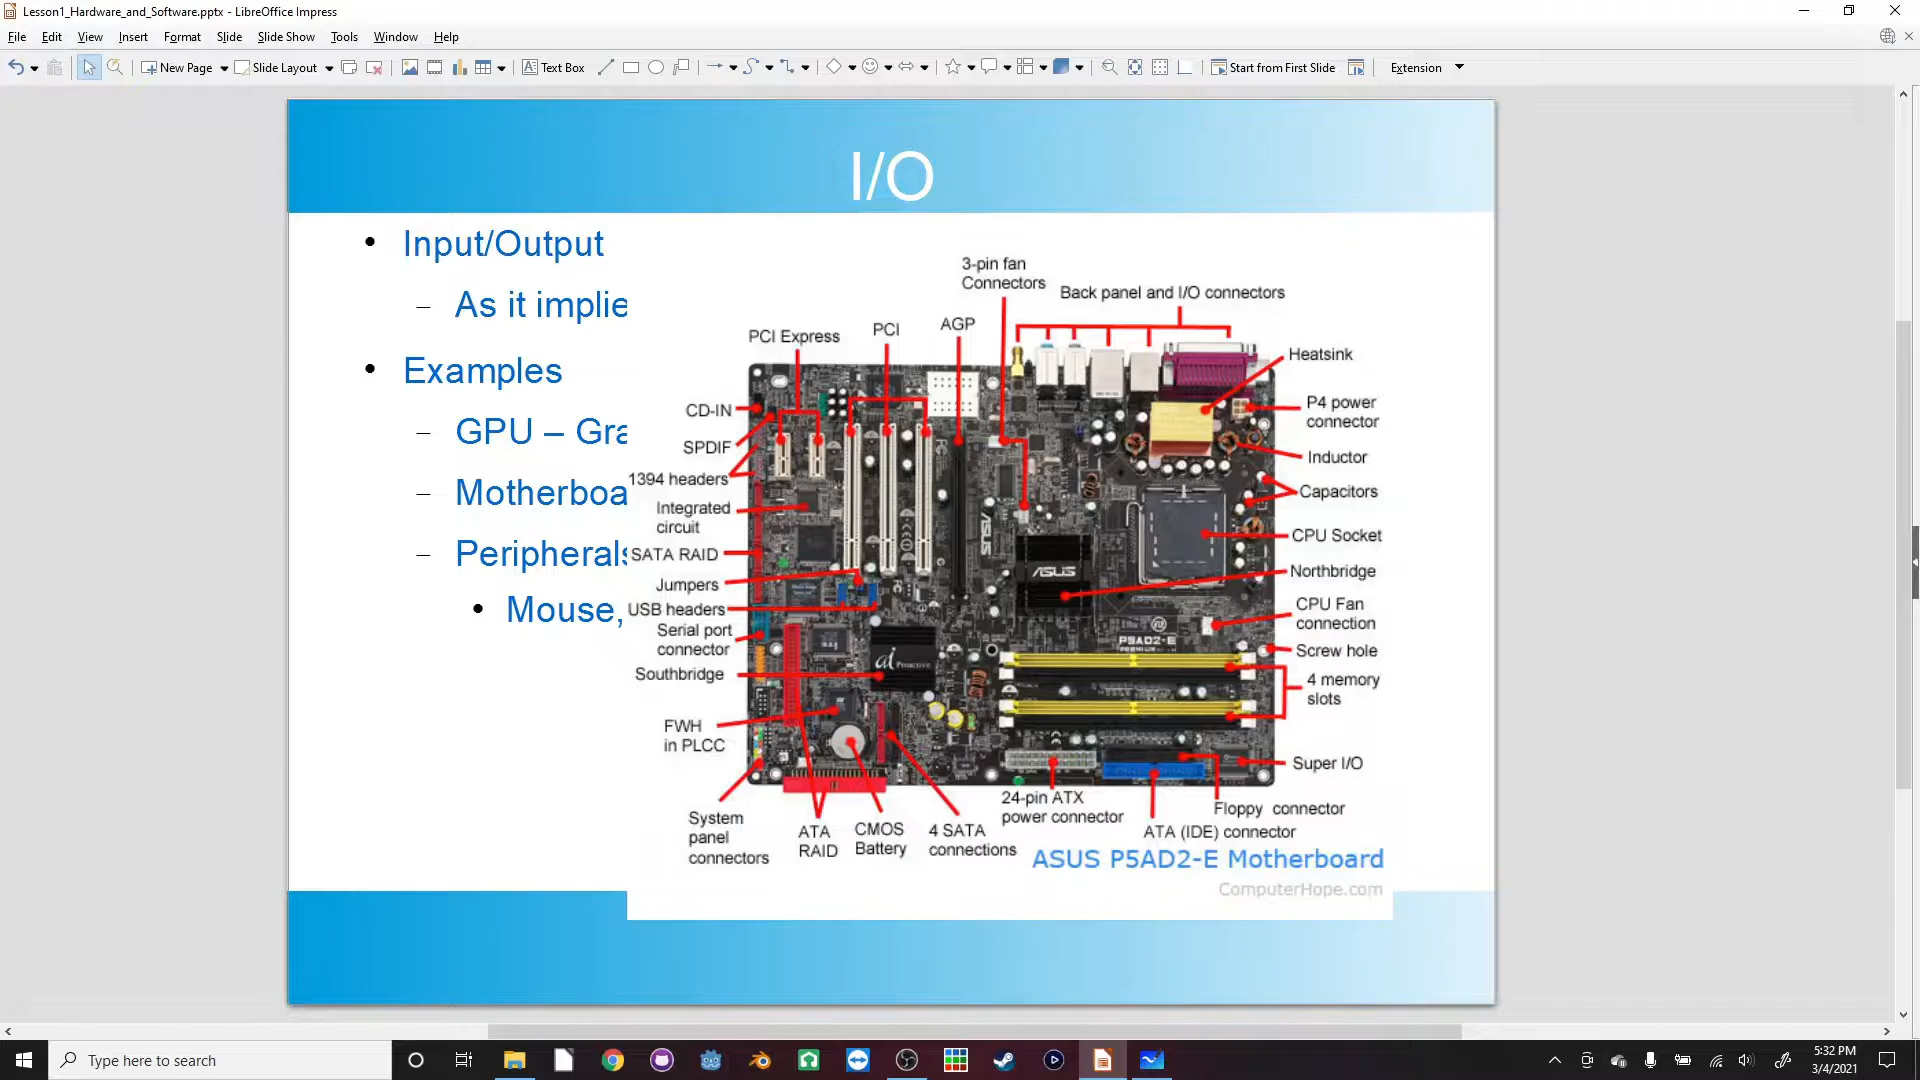 Lesson1_Hardware_and_Software.pptx - LibreOffice Impress
File Edit View Insert Format Slide Slide Show Tools Window Help
New Page Slide Layout Text Box Start from First Slide Extension
I/O
Input/Output
As it implie
Examples
GPU – Gra
Motherboa
Peripherals
Mouse,
3-pin fan
Connectors
Back panel and I/O connectors
PCI Express
PCI
AGP
Heatsink
CD-IN
P4 power
connector
SPDIF
Inductor
1394 headers
Capacitors
Integrated
circuit
CPU Socket
SATA RAID
Northbridge
Jumpers
USB headers
CPU Fan
connection
Serial port
connector
Screw hole
Southbridge
4 memory
slots
FWH
in PLCC
Super I/O
System
panel
connectors
ATA
RAID
CMOS
Battery
4 SATA
connections
24-pin ATX
power connector
Floppy connector
ATA (IDE) connector
ASUS
ASUS
P5AD2-E
PREMIUM
ai Proactive
ASUS P5AD2-E Motherboard
ComputerHope.com
Type here to search
5:32 PM
3/4/2021